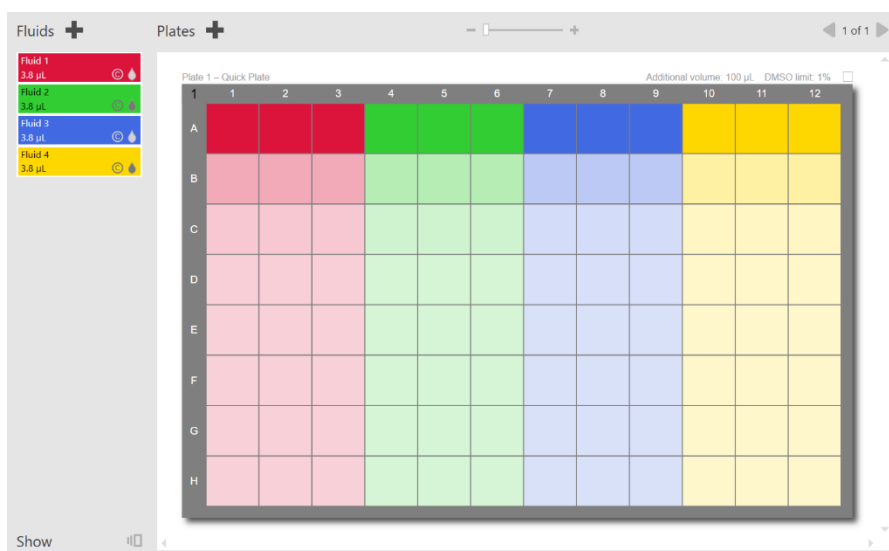 Fluids
Plates
1 of 1
Fluid 1
3.8 µL
Fluid 2
3.8 µL
Fluid 3
3.8 µL
Fluid 4
3.8 µL
Plate 1 – Quick Plate
Additional volume: 100 µL DMSO limit: 1%
1 1 2 3 4 5 6 7 8 9 10 11 12
A
B
C
D
E
F
G
H
Show